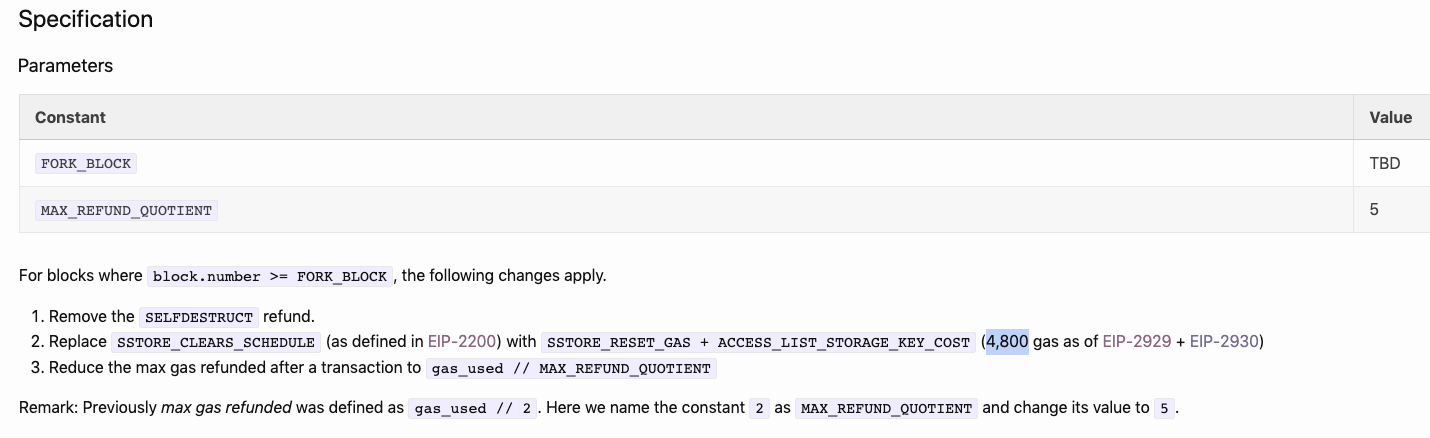 Specification
Parameters
Constant Value
FORK_BLOCK TBD
MAX_REFUND_QUOTIENT 5
For blocks where block.number >= FORK_BLOCK, the following changes apply.
1. Remove the SELFDESTRUCT refund.
2. Replace SSTORE_CLEARS_SCHEDULE (as defined in EIP-2200) with SSTORE_RESET_GAS + ACCESS_LIST_STORAGE_KEY_COST (4,800 gas as of EIP-2929 + EIP-2930)
3. Reduce the max gas refunded after a transaction to gas_used // MAX_REFUND_QUOTIENT
Remark: Previously max gas refunded was defined as gas_used // 2. Here we name the constant 2 as MAX_REFUND_QUOTIENT and change its value to 5.